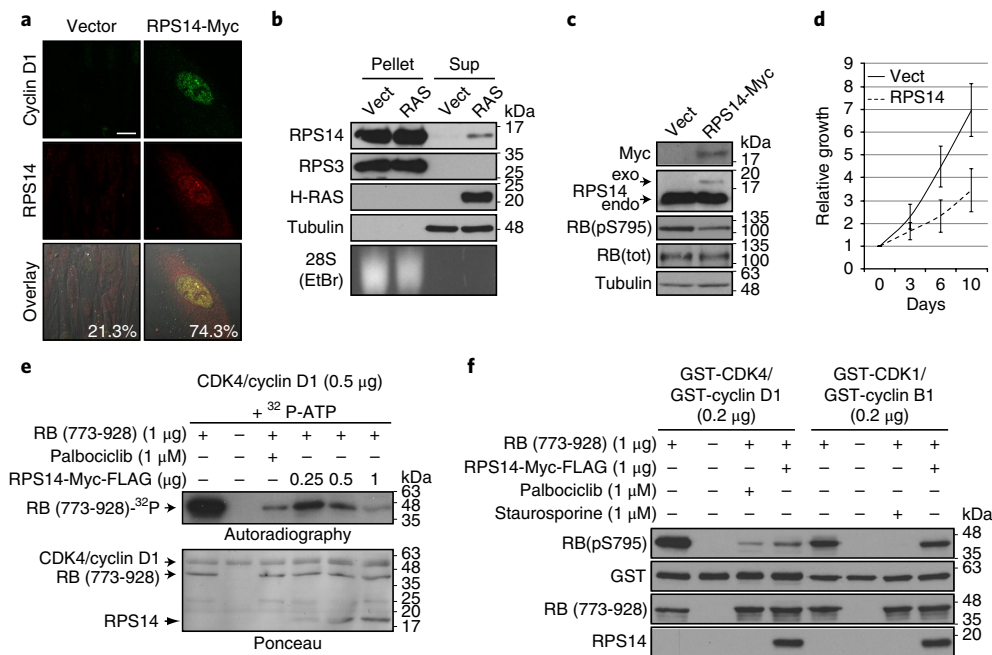 a
Vector RPS14-Myc
Cyclin D1
RPS14
Overlay
21.3% 74.3%
b
Pellet Sup
Vect RAS Vect RAS kDa
RPS14 17
RPS3 35
25
H-RAS 25
20
Tubulin 48
28S
(EtBr)
c
Vect RPS14-Myc kDa
Myc 17
exo 20
RPS14 17
endo
RB(pS795) 135
100
RB(tot) 135
100
Tubulin 63
48
d
Relative growth
9
8
7
6
5
4
3
2
1
0
Vect
RPS14
0 3 6 10
Days
e
CDK4/cyclin D1 (0.5 µg)
+ 32 P-ATP
RB (773-928) (1 µg) + – + + + +
Palbociclib (1 µM) – – + – – –
RPS14-Myc-FLAG (µg) – – – 0.25 0.5 1 kDa
RB (773-928)-32P 63
48
35
Autoradiography
CDK4/cyclin D1 63
RB (773-928) 48
35
25
20
RPS14 17
Ponceau
f
GST-CDK4/ GST-CDK1/
GST-cyclin D1 GST-cyclin B1
(0.2 µg) (0.2 µg)
RB (773-928) (1 µg) + – + + + – + +
RPS14-Myc-FLAG (1 µg) – – – + – – – +
Palbociclib (1 µM) – – + – – – – –
Staurosporine (1 µM) – – – – – – + – kDa
RB(pS795) 48
35
GST 63
RB (773-928) 48
35
RPS14 20